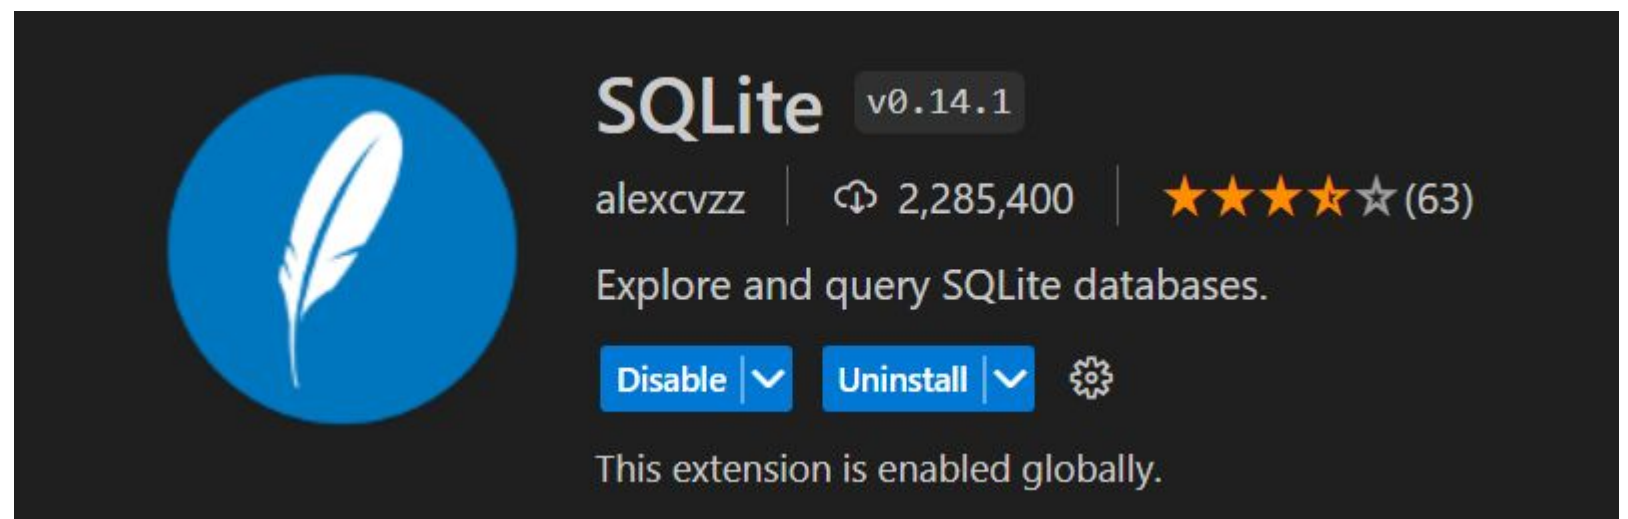 SQLite v0.14.1
alexcvzz 2,285,400 (63)
Explore and query SQLite databases.
Disable Uninstall
This extension is enabled globally.